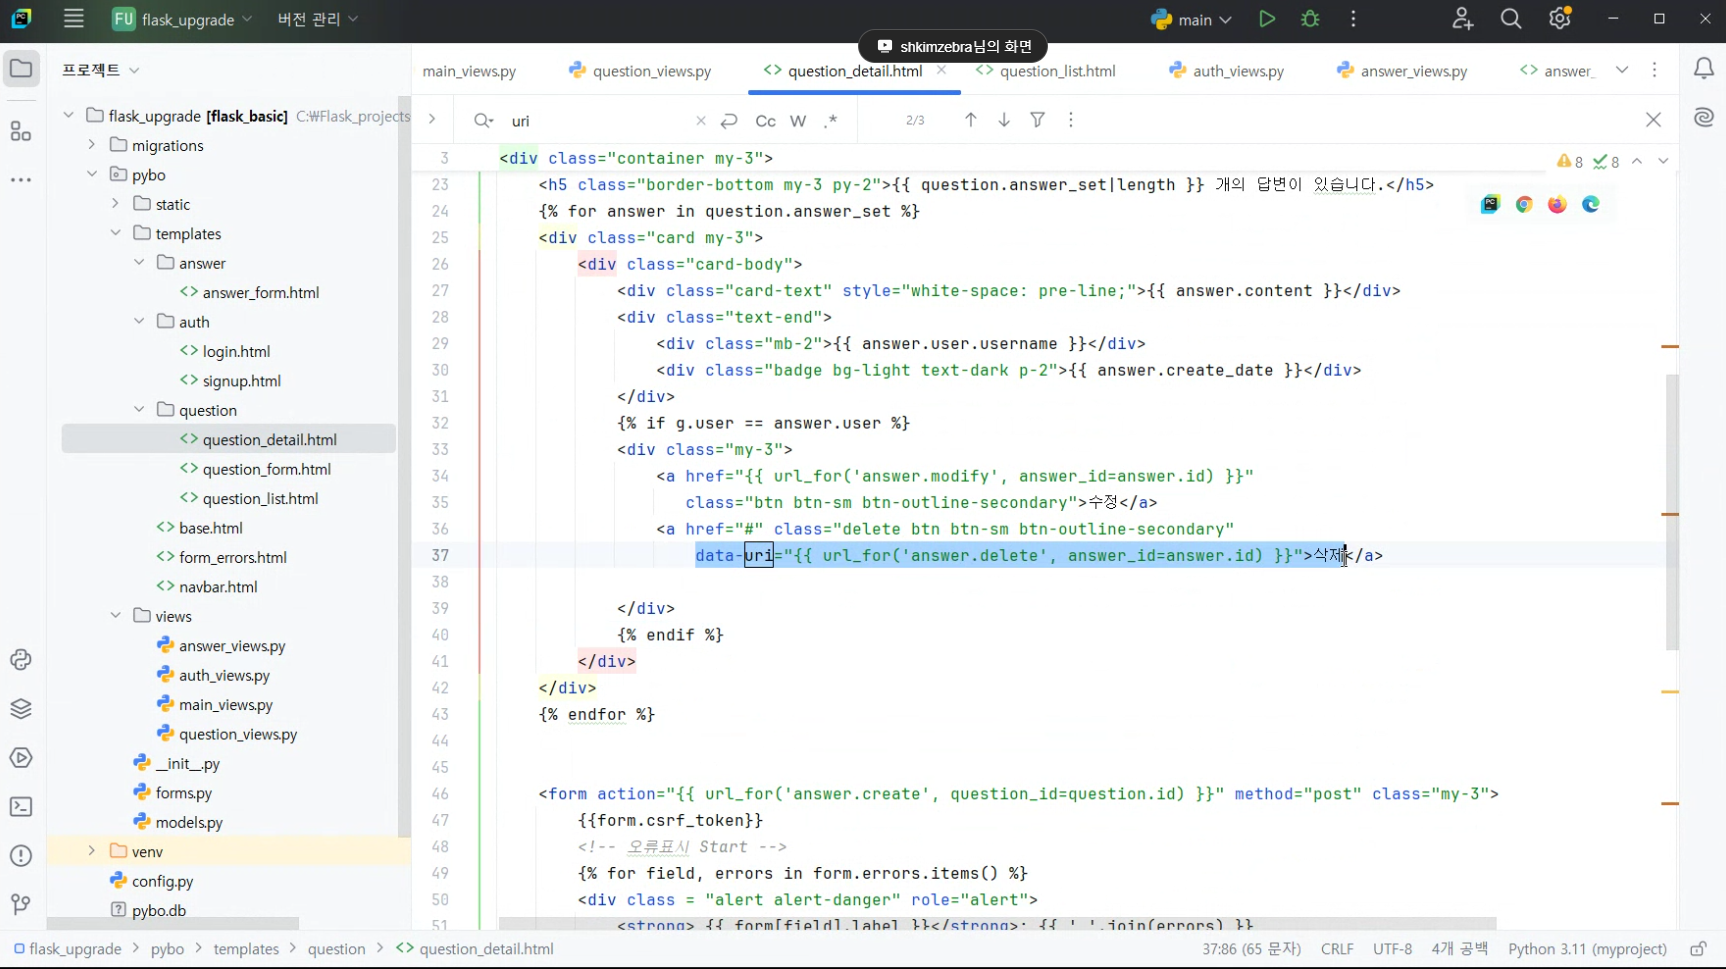 FU flask_upgrade 버전 관리 main
shkimzebra님의 화면
프로젝트
main_views.py question_views.py question_detail.html question_list.html auth_views.py answer_views.py answer_
uri Cc W .* 2/3
flask_upgrade [flask_basic] C:₩Flask_projects
migrations
pybo
static
templates
answer
answer_form.html
auth
login.html
signup.html
question
question_detail.html
question_form.html
question_list.html
base.html
form_errors.html
navbar.html
views
answer_views.py
auth_views.py
main_views.py
question_views.py
__init__.py
forms.py
models.py
venv
config.py
pybo.db
3 <div class="container my-3"> 8 8
23 <h5 class="border-bottom my-3 py-2">{{ question.answer_set|length }} 개의 답변이 있습니다.</h5>
24 {% for answer in question.answer_set %}
25 <div class="card my-3">
26 <div class="card-body">
27 <div class="card-text" style="white-space: pre-line;">{{ answer.content }}</div>
28 <div class="text-end">
29 <div class="mb-2">{{ answer.user.username }}</div>
30 <div class="badge bg-light text-dark p-2">{{ answer.create_date }}</div>
31 </div>
32 {% if g.user == answer.user %}
33 <div class="my-3">
34 <a href="{{ url_for('answer.modify', answer_id=answer.id) }}"
35 class="btn btn-sm btn-outline-secondary">수정</a>
36 <a href="#" class="delete btn btn-sm btn-outline-secondary"
37 data-uri="{{ url_for('answer.delete', answer_id=answer.id) }}">삭제</a>
38
39 </div>
40 {% endif %}
41 </div>
42 </div>
43 {% endfor %}
44
45
46 <form action="{{ url_for('answer.create', question_id=question.id) }}" method="post" class="my-3">
47 {{form.csrf_token}}
48 <!-- 오류표시 Start -->
49 {% for field, errors in form.errors.items() %}
50 <div class = "alert alert-danger" role="alert">
51 <strong> {{ form[field].label }}</strong>: {{ ' '.join(errors) }}
flask_upgrade > pybo > templates > question > question_detail.html 37:86 (65 문자) CRLF UTF-8 4개 공백 Python 3.11 (myproject)